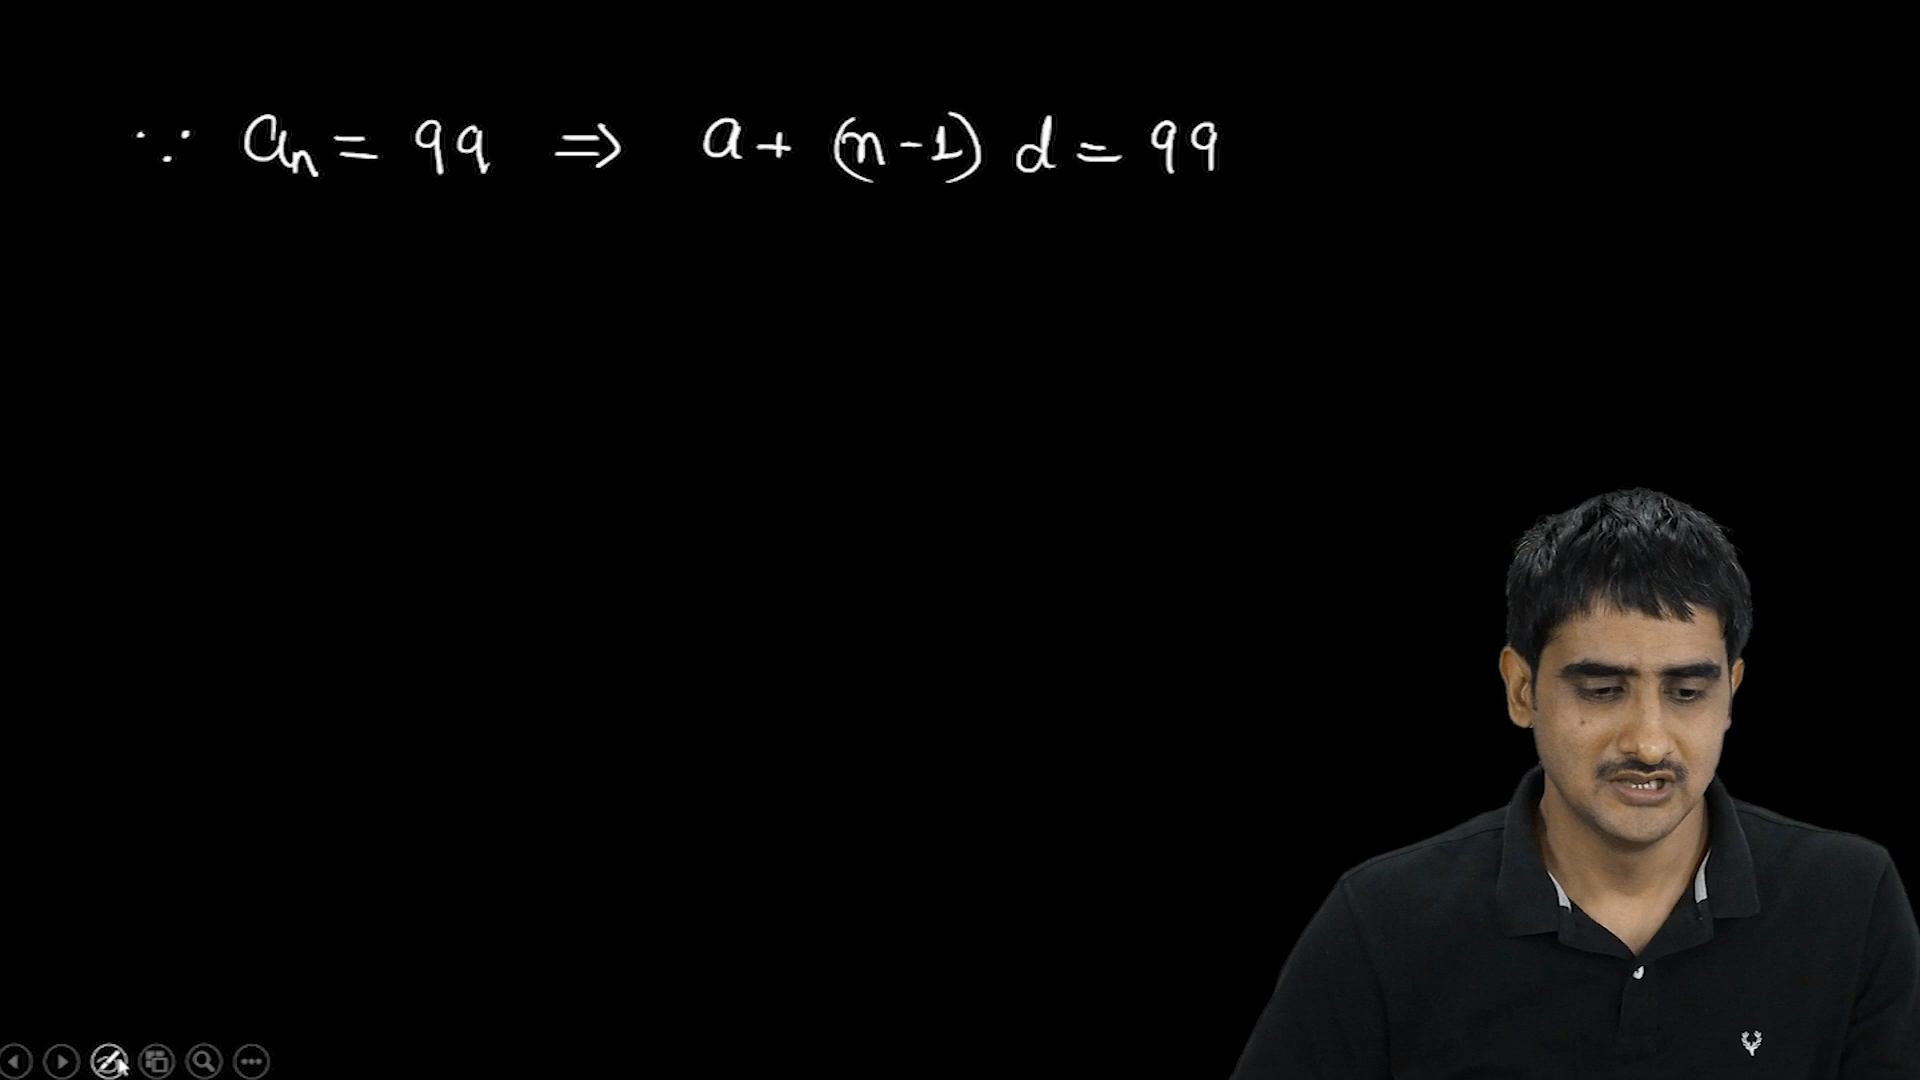 ∵ aₙ = 99 ⇒ a + (n-1) d = 99